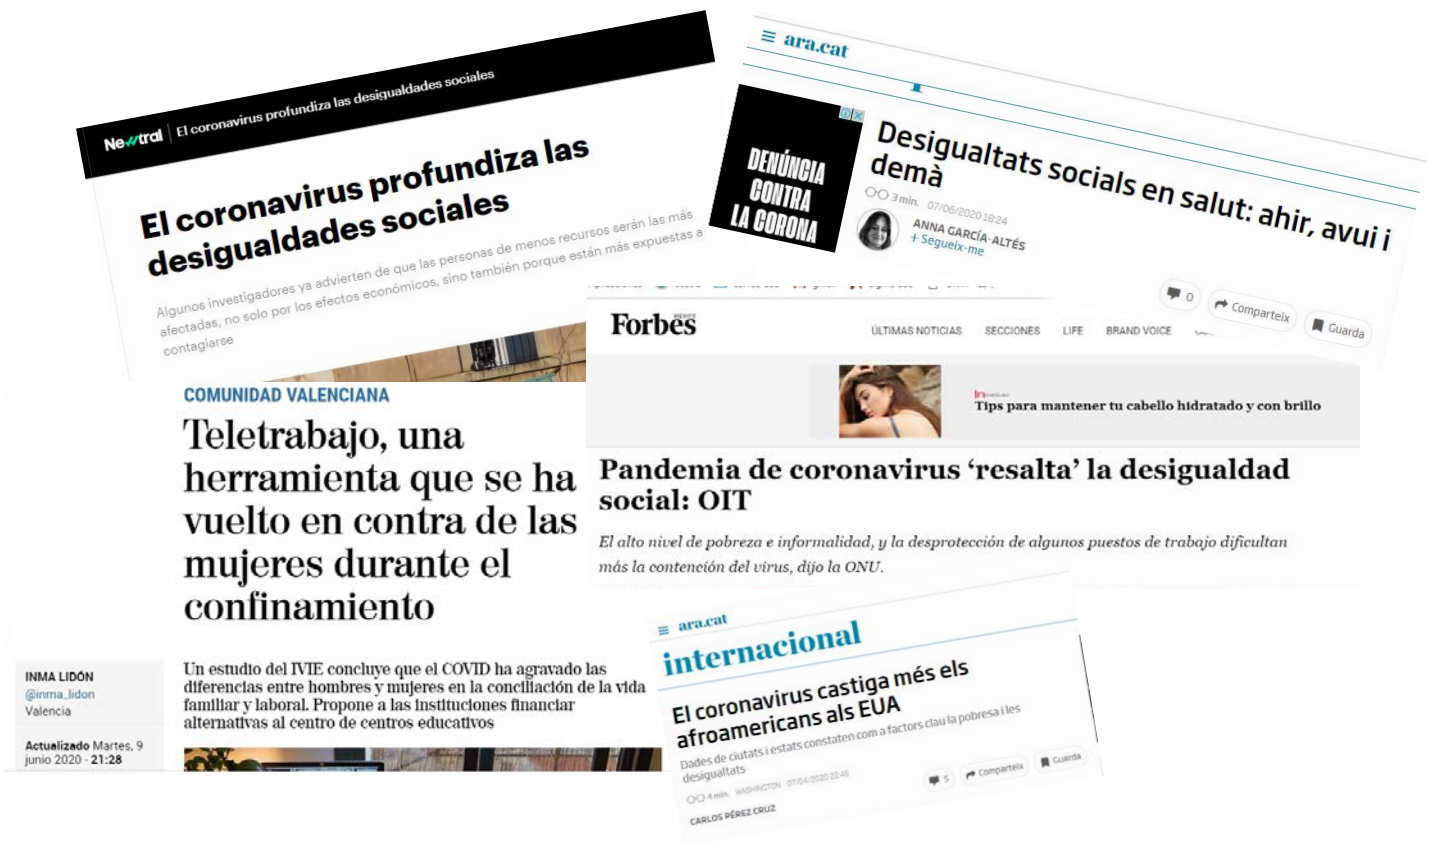 Newtral | El coronavirus profundiza las desigualdades sociales
El coronavirus profundiza las
desigualdades sociales
Algunos investigadores ya advierten de que las personas de menos recursos serán las más
afectadas, no solo por los efectos económicos, sino también porque están más expuestas a
contagiarse
ara.cat
DENÚNCIA
CONTRA
LA CORONA
Desigualtats socials en salut: ahir, avui i
demà
3 min. 07/06/2020 18:24
ANNA GARCÍA-ALTÉS
+ Segueix-me
0
Comparteix
Guarda
Forbes
MÉXICO
ÚLTIMAS NOTICIAS SECCIONES LIFE BRAND VOICE
Tips para mantener tu cabello hidratado y con brillo
Pandemia de coronavirus ‘resalta’ la desigualdad
social: OIT
El alto nivel de pobreza e informalidad, y la desprotección de algunos puestos de trabajo dificultan
más la contención del virus, dijo la ONU.
COMUNIDAD VALENCIANA
Teletrabajo, una
herramienta que se ha
vuelto en contra de las
mujeres durante el
confinamiento
Un estudio del IVIE concluye que el COVID ha agravado las
diferencias entre hombres y mujeres en la conciliación de la vida
familiar y laboral. Propone a las instituciones financiar
alternativas al centro de centros educativos
INMA LIDÓN
@inma_lidon
Valencia
Actualizado Martes, 9
junio 2020 - 21:28
ara.cat
internacional
El coronavirus castiga més els
afroamericans als EUA
Dades de ciutats i estats constaten com a factors clau la pobresa i les
desigualtats
4 min. WASHINGTON 07/04/2020 22:46
CARLOS PÉREZ CRUZ
5
Comparteix
Guarda